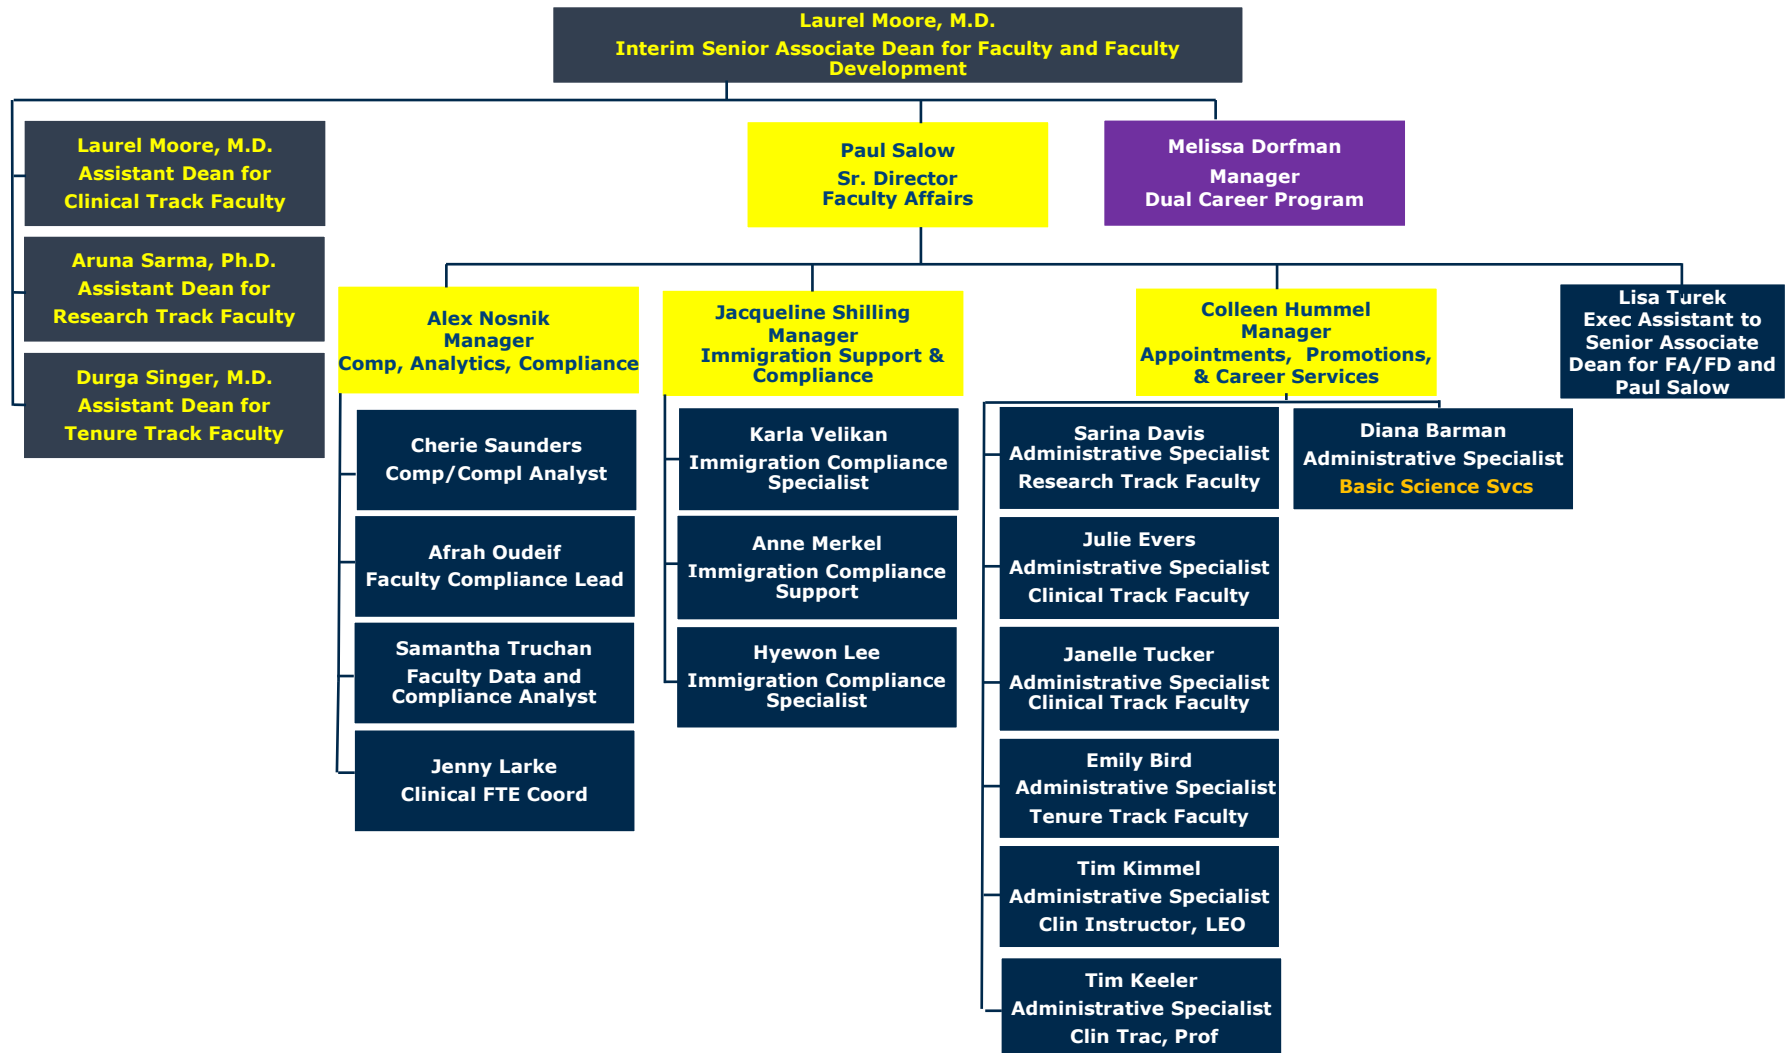 Laurel Moore, M.D.
Interim Senior Associate Dean for Faculty and Faculty
Development
Laurel Moore, M.D.
Assistant Dean for
Clinical Track Faculty
Aruna Sarma, Ph.D.
Assistant Dean for
Research Track Faculty
Durga Singer, M.D.
Assistant Dean for
Tenure Track Faculty
Paul Salow
Sr. Director
Faculty Affairs
Melissa Dorfman
Manager
Dual Career Program
Alex Nosnik
Manager
Comp, Analytics, Compliance
Cherie Saunders
Comp/Compl Analyst
Afrah Oudeif
Faculty Compliance Lead
Samantha Truchan
Faculty Data and
Compliance Analyst
Jenny Larke
Clinical FTE Coord
Jacqueline Shilling
Manager
Immigration Support &
Compliance
Karla Velikan
Immigration Compliance
Specialist
Anne Merkel
Immigration Compliance
Support
Hyewon Lee
Immigration Compliance
Specialist
Colleen Hummel
Manager
Appointments, Promotions,
& Career Services
Sarina Davis
Administrative Specialist
Research Track Faculty
Julie Evers
Administrative Specialist
Clinical Track Faculty
Janelle Tucker
Administrative Specialist
Clinical Track Faculty
Emily Bird
Administrative Specialist
Tenure Track Faculty
Tim Kimmel
Administrative Specialist
Clin Instructor, LEO
Tim Keeler
Administrative Specialist
Clin Trac, Prof
Diana Barman
Administrative Specialist
Basic Science Svcs
Lisa Turek
Exec Assistant to
Senior Associate
Dean for FA/FD and
Paul Salow